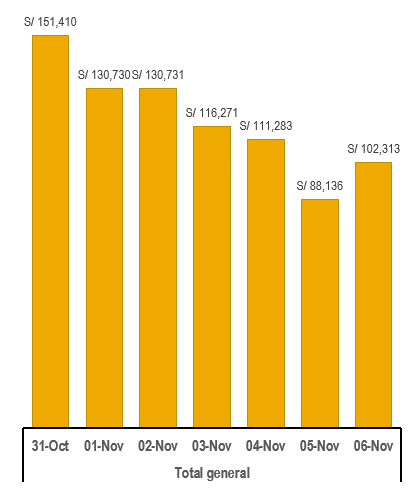 S/ 151,410
S/ 130,730 S/ 130,731
S/ 116,271
S/ 111,283
S/ 88,136
S/ 102,313
31-Oct 01-Nov 02-Nov 03-Nov 04-Nov 05-Nov 06-Nov
Total general